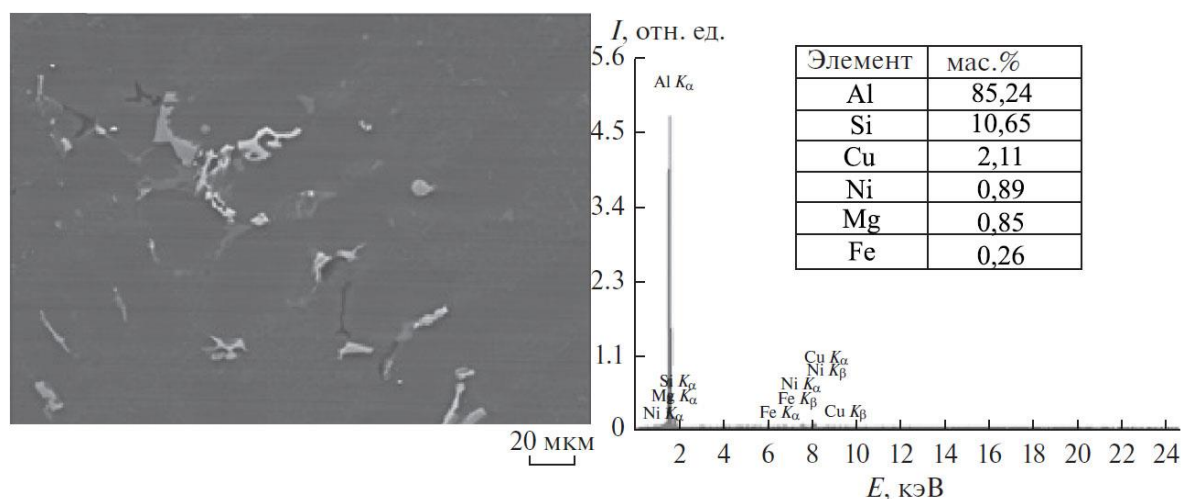 I, отн. ед.
5.6
4.5
3.4
2.3
1.1
0
Al Kα
Si Kα
Mg Kα
Ni Kα
Cu Kα
Ni Kβ
Ni Kα
Fe Kβ
Fe Kα
Cu Kβ
2 4 6 8 10 12 14 16 18 20 22 24
E, кэВ
Элемент мас.%
Al 85,24
Si 10,65
Cu 2,11
Ni 0,89
Mg 0,85
Fe 0,26
20 мкм